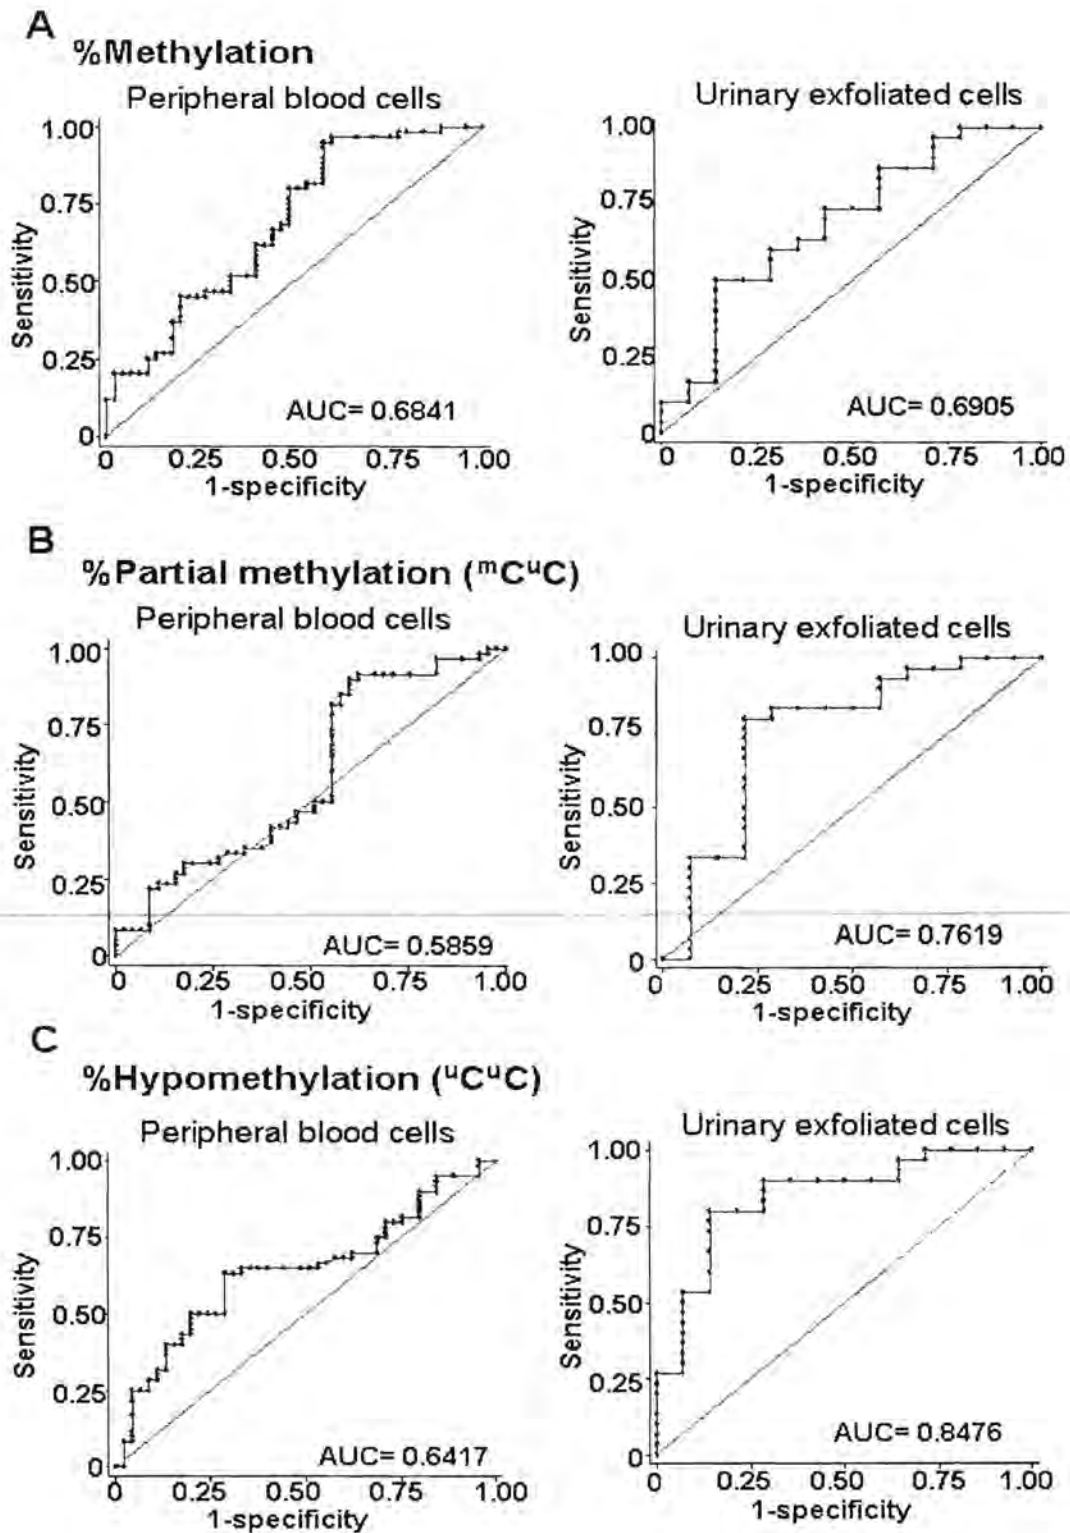 A
%Methylation
Peripheral blood cells
Urinary exfoliated cells
1.00
0.75
0.50
0.25
0
Sensitivity
0 0.25 0.50 0.75 1.00
1-specificity
AUC= 0.6841
1.00
0.75
0.50
0.25
0
Sensitivity
0 0.25 0.50 0.75 1.00
1-specificity
AUC= 0.6905
B
%Partial methylation (ᵐCᵘC)
Peripheral blood cells
Urinary exfoliated cells
1.00
0.75
0.50
0.25
0
Sensitivity
0 0.25 0.50 0.75 1.00
1-specificity
AUC= 0.5859
1.00
0.75
0.50
0.25
0
Sensitivity
0 0.25 0.50 0.75 1.00
1-specificity
AUC= 0.7619
C
%Hypomethylation (ᵘCᵘC)
Peripheral blood cells
Urinary exfoliated cells
1.00
0.75
0.50
0.25
0
Sensitivity
0 0.25 0.50 0.75 1.00
1-specificity
AUC= 0.6417
1.00
0.75
0.50
0.25
0
Sensitivity
0 0.25 0.50 0.75 1.00
1-specificity
AUC= 0.8476